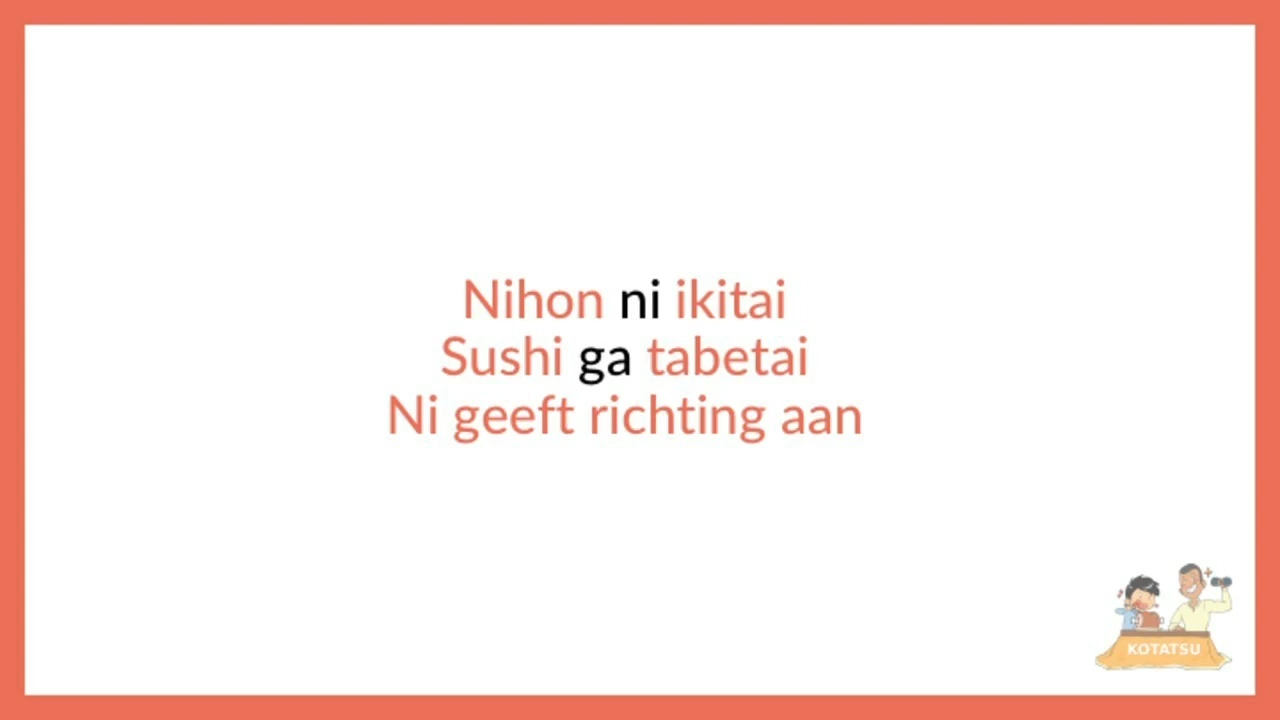 Nihon ni ikitai
Sushi ga tabetai
Ni geeft richting aan
KOTATSU